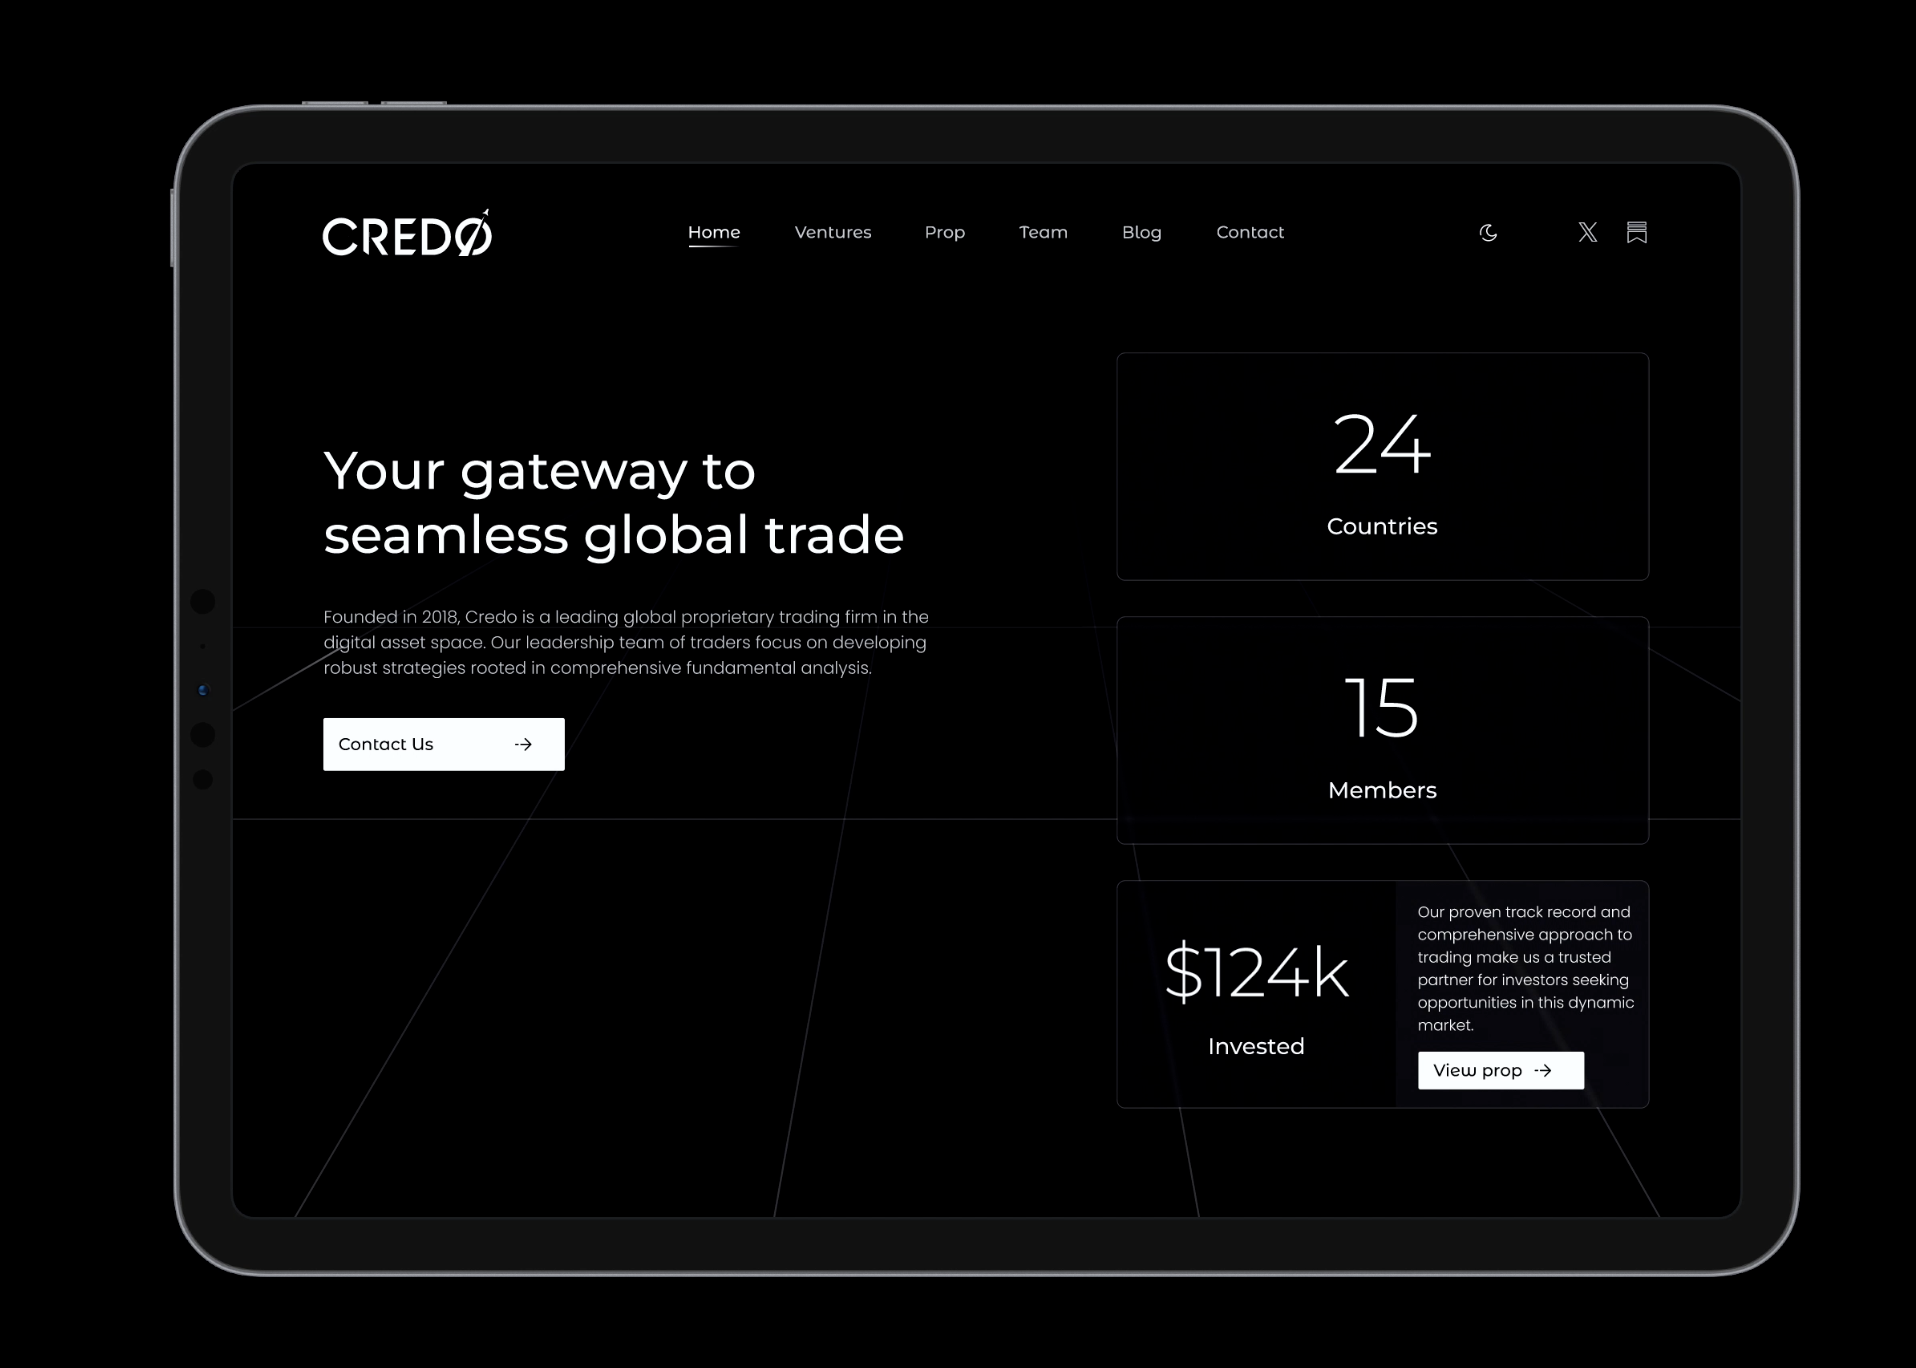 CREDO
Home Ventures Prop Team Blog Contact
Your gateway to
seamless global trade
Founded in 2018, Credo is a leading global proprietary trading firm in the
digital asset space. Our leadership team of traders focus on developing
robust strategies rooted in comprehensive fundamental analysis.
Contact Us
24
Countries
15
Members
$124k
Invested
Our proven track record and
comprehensive approach to
trading make us a trusted
partner for investors seeking
opportunities in this dynamic
market.
View prop